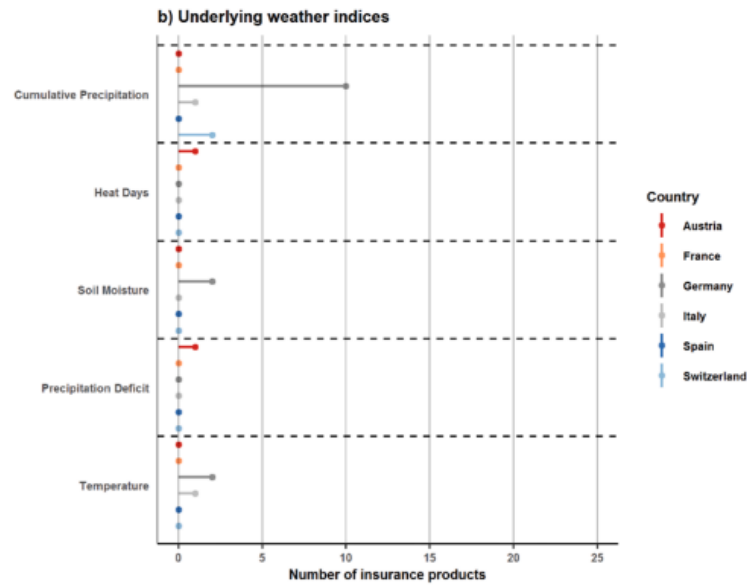 b) Underlying weather indices
Cumulative Precipitation
Heat Days
Soil Moisture
Precipitation Deficit
Temperature
0 5 10 15 20 25
Number of insurance products
Country
Austria
France
Germany
Italy
Spain
Switzerland